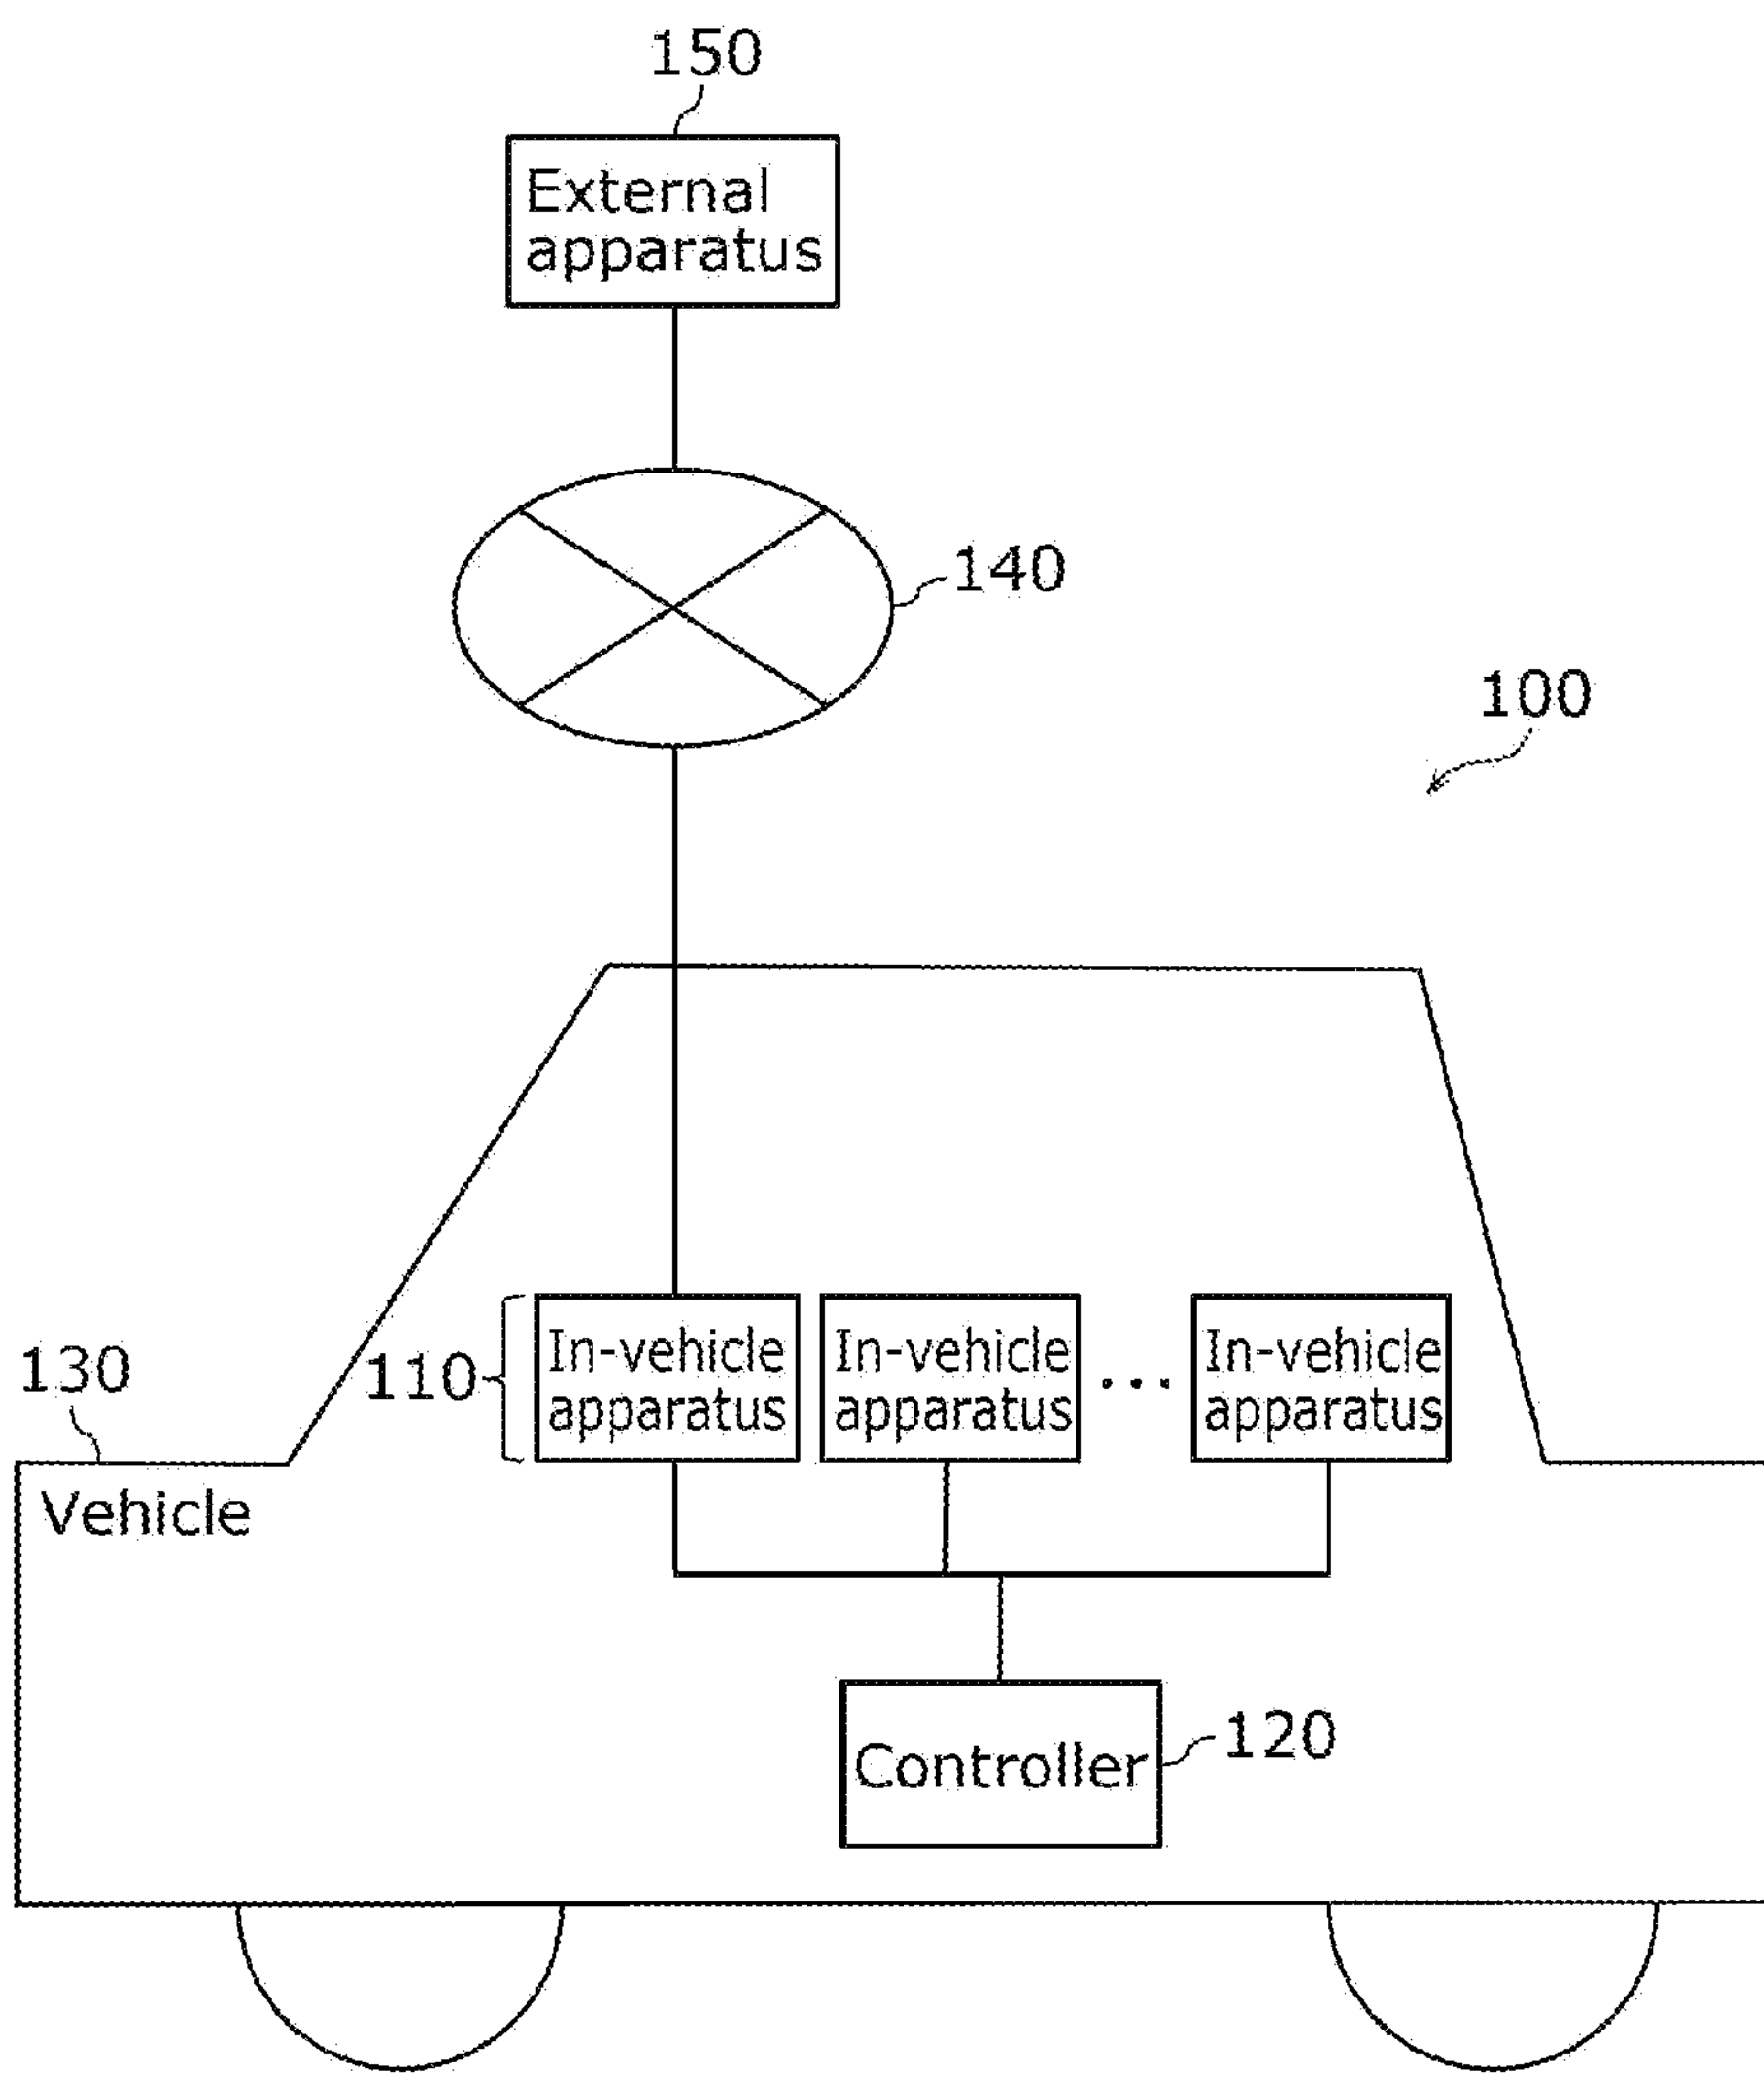 150
External
apparatus
140
100
130
110
In-vehicle
apparatus
In-vehicle
apparatus
...
In-vehicle
apparatus
Vehicle
Controller
120